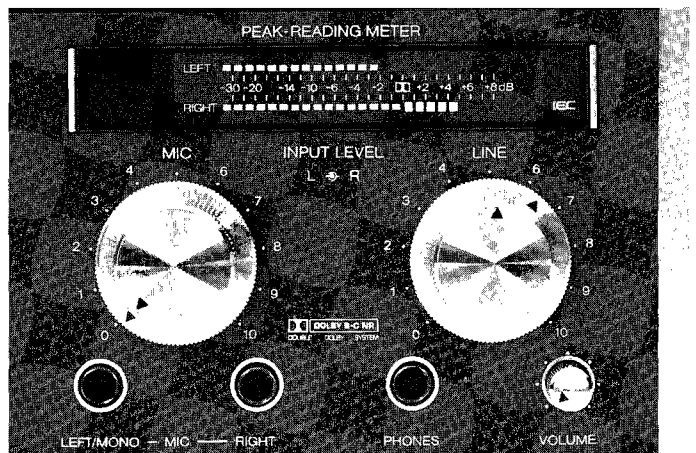 PEAK-READING METER
LEFT
-30 -20 -14 -10 -6 -4 -2 +2 +4 +6 +8 dB
RIGHT
IEC
MIC INPUT LEVEL LINE
L R
0 1 2 3 4 6 7 8 9 10
0 1 2 3 4 6 7 8 9 10
DOLBY B-C NR
DOUBLE DOLBY SYSTEM
LEFT/MONO — MIC — RIGHT PHONES VOLUME